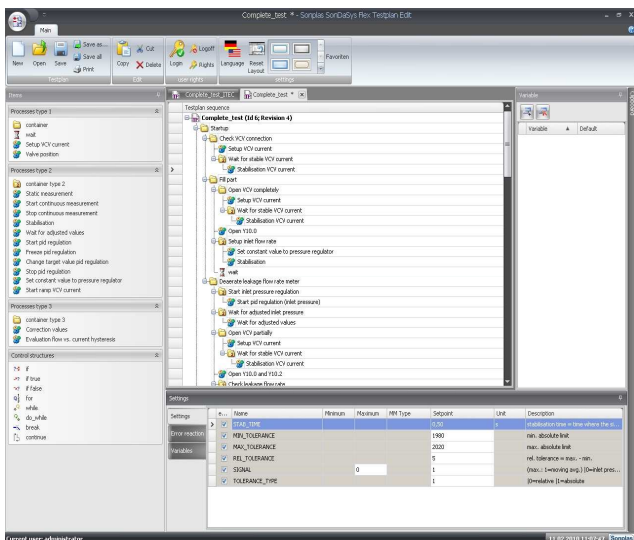 Complete_test * - Sonplas SonDaSys Flex Testplan Edit
Main
New
Open
Save
Save as...
Save all
Print
Testplan
Copy
Cut
Delete
Edit
Login
Logoff
Rights
user rights
Language
Reset Layout
Favoriten
settings
Items
Processes type 1
container
wait
Setup VCV current
Valve position
Processes type 2
container type 2
Static measurement
Start continuous measurement
Stop continuous measurement
Stabilisation
Wait for adjusted values
Start pid regulation
Freeze pid regulation
Change target value pid regulation
Stop pid regulation
Set constant value to pressure regulator
Start ramp VCV current
Processes type 3
container type 3
Correction values
Evaluation flow vs. current hysteresis
Control structures
if
if true
if false
for
while
do_while
break
continue
Complete_test_ITEC
Complete_test *
Testplan sequence
Complete_test (Id 6; Revision 4)
Startup
Check VCV connection
Setup VCV current
Wait for stable VCV current
Stabilisation VCV current
Fill part
Open VCV completely
Setup VCV current
Wait for stable VCV current
Stabilisation VCV current
Open Y10.0
Setup inlet flow rate
Set constant value to pressure regulator
Stabilisation
wait
Deaerate leakage flow rate meter
Start inlet pressure regulation
Start pid regulation (inlet pressure)
Wait for adjusted inlet pressure
Wait for adjusted values
Open VCV partially
Setup VCV current
Wait for stable VCV current
Stabilisation VCV current
Open Y10.0 and Y10.2
Check leakage flow rate
Variable
Variable Default
Settings
Settings
Error reaction
Variables
e... Name Minimum Maximum MM Type Setpoint Unit Description
STAB_TIME 0,50 s stabilisation time = time where the si...
MIN_TOLERANCE 1980 min. absolute limit
MAX_TOLERANCE 2020 max. absolute limit
REL_TOLERANCE 5 rel. tolerance = max. - min.
SIGNAL 0 1 (max.: 1=moving avg.) |0=inlet pres...
TOLERANCE_TYPE 1 |0=relative |1=absolute
Current user: administrator
11.02.2010 11:07:43 Sonplas